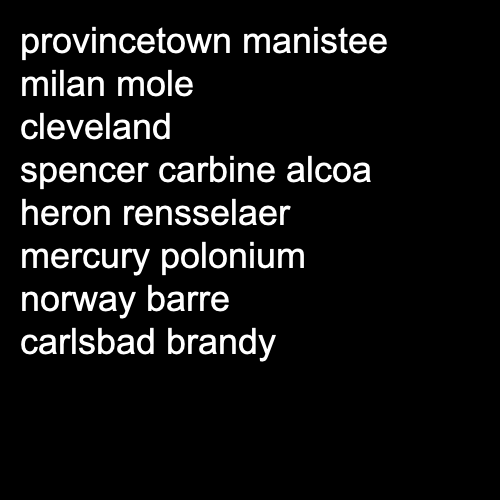 provincetown manistee
milan mole
cleveland
spencer carbine alcoa
heron rensselaer
mercury polonium
norway barre
carlsbad brandy